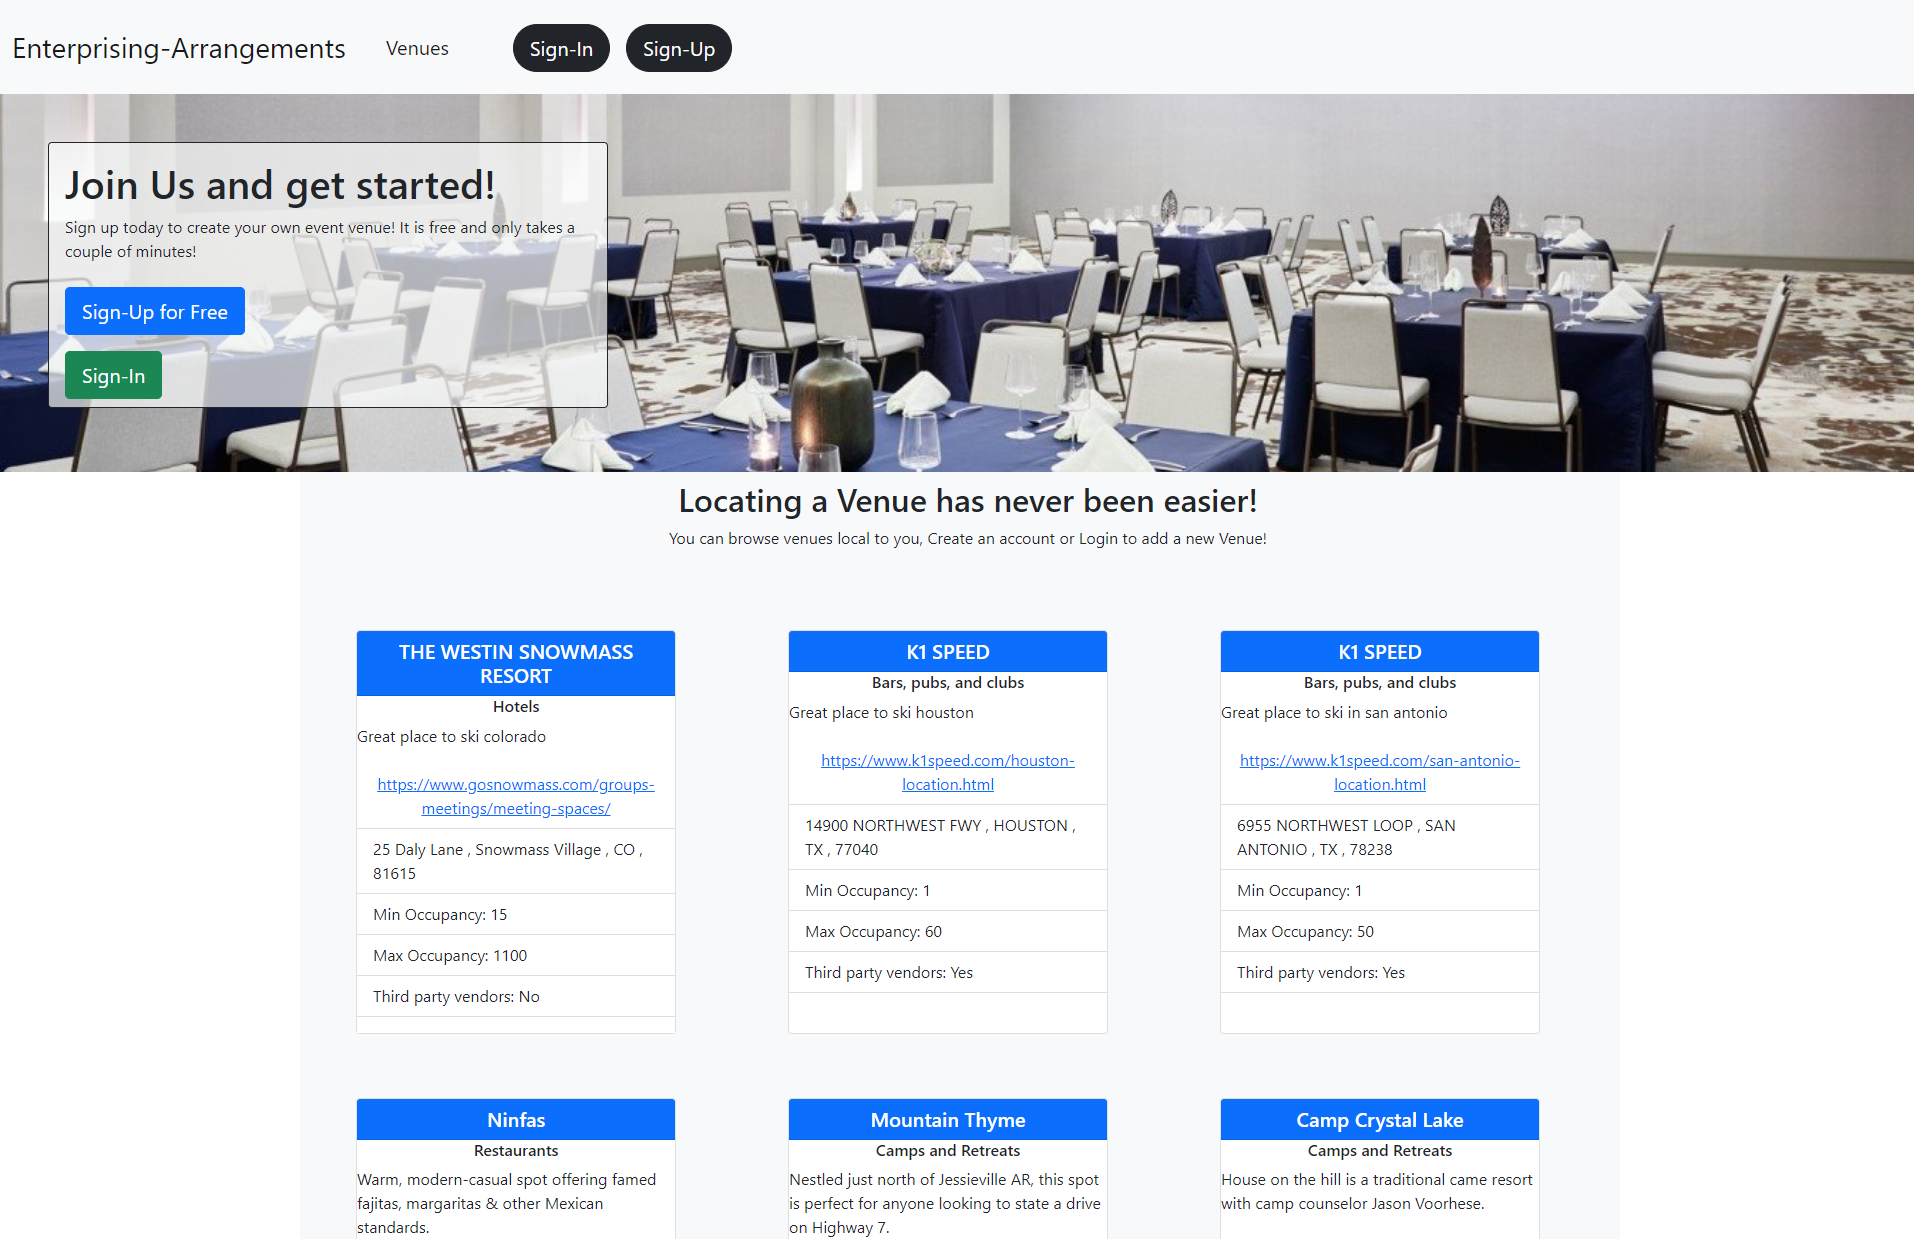 Enterprising-Arrangements Venues Sign-In Sign-Up
Join Us and get started!
Sign up today to create your own event venue! It is free and only takes a
couple of minutes!
Sign-Up for Free
Sign-In
Locating a Venue has never been easier!
You can browse venues local to you, Create an account or Login to add a new Venue!
THE WESTIN SNOWMASS
RESORT
Hotels
Great place to ski colorado
https://www.gosnowmass.com/groups-
meetings/meeting-spaces/
25 Daly Lane , Snowmass Village , CO ,
81615
Min Occupancy: 15
Max Occupancy: 1100
Third party vendors: No
K1 SPEED
Bars, pubs, and clubs
Great place to ski houston
https://www.k1speed.com/houston-
location.html
14900 NORTHWEST FWY , HOUSTON ,
TX , 77040
Min Occupancy: 1
Max Occupancy: 60
Third party vendors: Yes
K1 SPEED
Bars, pubs, and clubs
Great place to ski in san antonio
https://www.k1speed.com/san-antonio-
location.html
6955 NORTHWEST LOOP , SAN
ANTONIO , TX , 78238
Min Occupancy: 1
Max Occupancy: 50
Third party vendors: Yes
Ninfas
Restaurants
Warm, modern-casual spot offering famed
fajitas, margaritas & other Mexican
standards.
Mountain Thyme
Camps and Retreats
Nestled just north of Jessieville AR, this spot
is perfect for anyone looking to state a drive
on Highway 7.
Camp Crystal Lake
Camps and Retreats
House on the hill is a traditional came resort
with camp counselor Jason Voorhese.